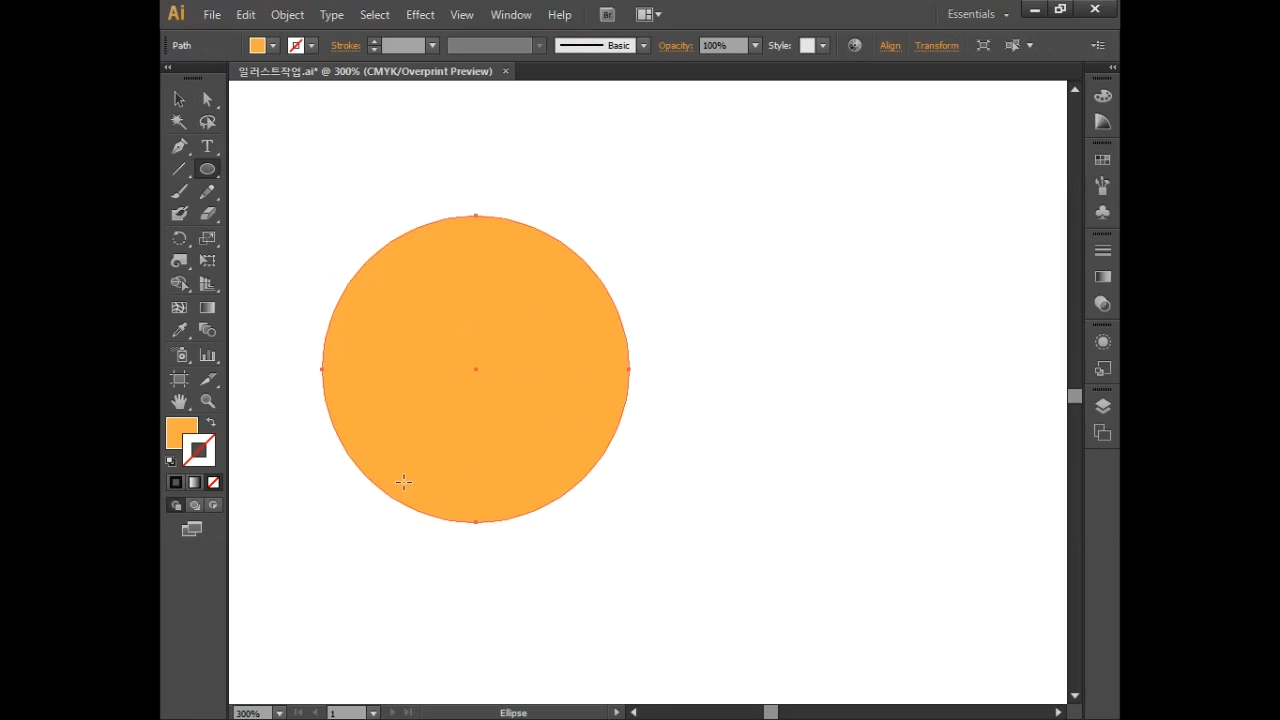 Ai File Edit Object Type Select Effect View Window Help Br Essentials
Path Stroke: Basic Opacity: 100% Style: Align Transform
일러스트작업.ai* @ 300% (CMYK/Overprint Preview) ×
T
300% 1 Ellipse